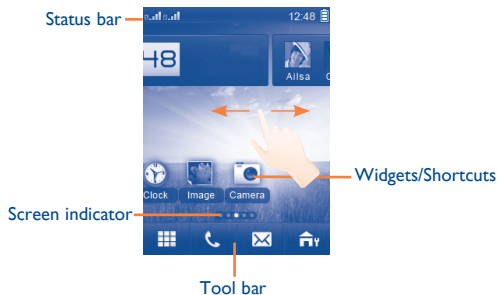 Status bar
12:48
48
Ailsa
Widgets/Shortcuts
Clock Image Camera
Screen indicator
Tool bar